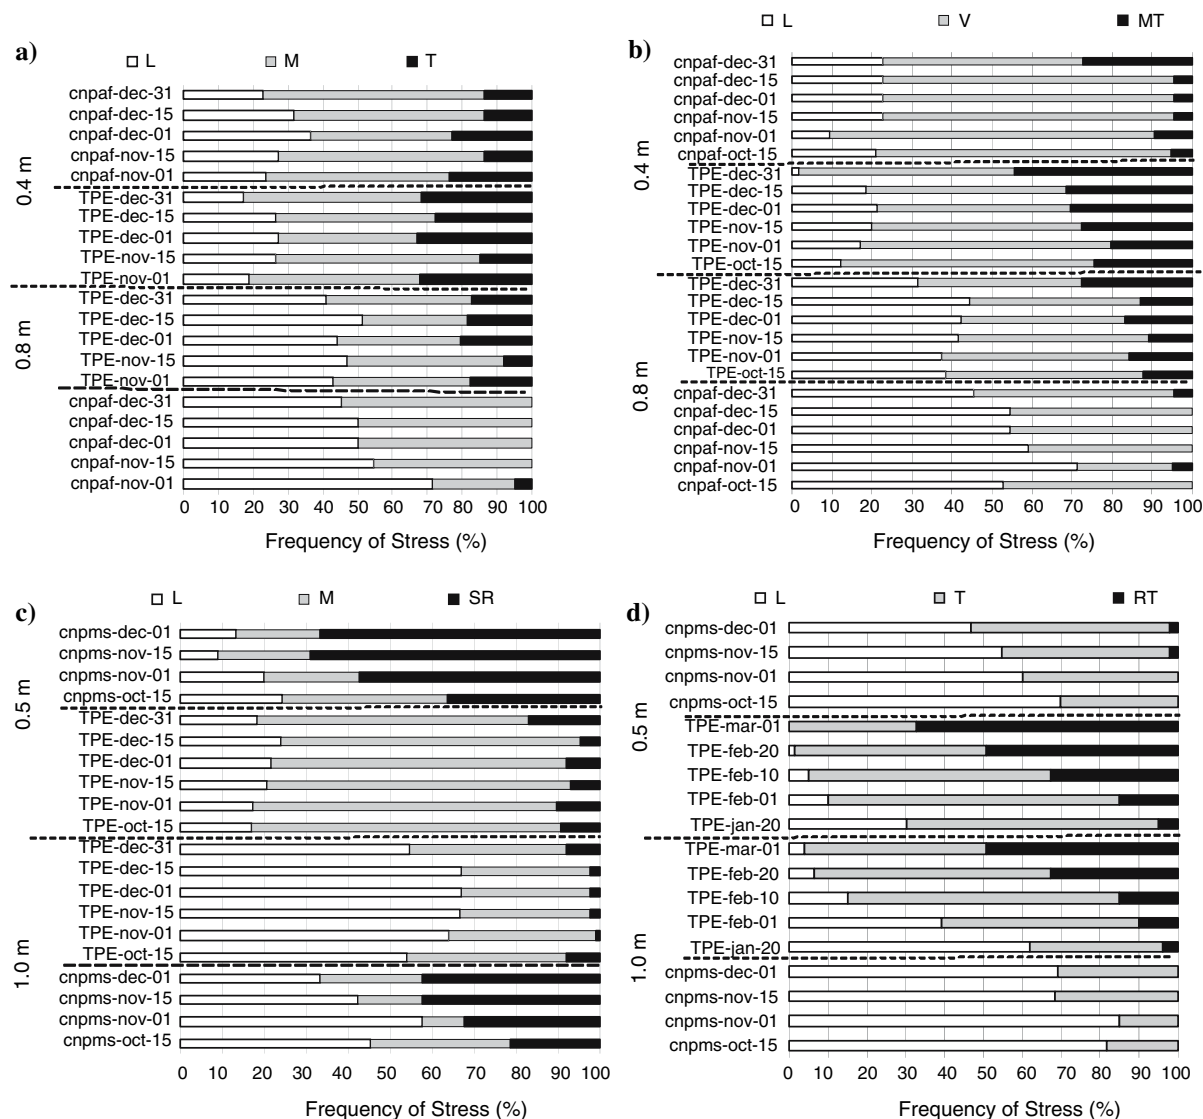 a)
L M T
cnpaf-dec-31
cnpaf-dec-15
cnpaf-dec-01
cnpaf-nov-15
cnpaf-nov-01
TPE-dec-31
TPE-dec-15
TPE-dec-01
TPE-nov-15
TPE-nov-01
TPE-dec-31
TPE-dec-15
TPE-dec-01
TPE-nov-15
TPE-nov-01
cnpaf-dec-31
cnpaf-dec-15
cnpaf-dec-01
cnpaf-nov-15
cnpaf-nov-01
0.4 m
0.8 m
0 10 20 30 40 50 60 70 80 90 100
Frequency of Stress (%)
b)
L V MT
cnpaf-dec-31
cnpaf-dec-15
cnpaf-dec-01
cnpaf-nov-15
cnpaf-nov-01
cnpaf-oct-15
TPE-dec-31
TPE-dec-15
TPE-dec-01
TPE-nov-15
TPE-nov-01
TPE-oct-15
TPE-dec-31
TPE-dec-15
TPE-dec-01
TPE-nov-15
TPE-nov-01
TPE-oct-15
cnpaf-dec-31
cnpaf-dec-15
cnpaf-dec-01
cnpaf-nov-15
cnpaf-nov-01
cnpaf-oct-15
0.4 m
0.8 m
0 10 20 30 40 50 60 70 80 90 100
Frequency of Stress (%)
c)
L M SR
cnpms-dec-01
cnpms-nov-15
cnpms-nov-01
cnpms-oct-15
TPE-dec-31
TPE-dec-15
TPE-dec-01
TPE-nov-15
TPE-nov-01
TPE-oct-15
TPE-dec-31
TPE-dec-15
TPE-dec-01
TPE-nov-15
TPE-nov-01
TPE-oct-15
cnpms-dec-01
cnpms-nov-15
cnpms-nov-01
cnpms-oct-15
0.5 m
1.0 m
0 10 20 30 40 50 60 70 80 90 100
Frequency of Stress (%)
d)
L T RT
cnpms-dec-01
cnpms-nov-15
cnpms-nov-01
cnpms-oct-15
TPE-mar-01
TPE-feb-20
TPE-feb-10
TPE-feb-01
TPE-jan-20
TPE-mar-01
TPE-feb-20
TPE-feb-10
TPE-feb-01
TPE-jan-20
cnpms-dec-01
cnpms-nov-15
cnpms-nov-01
cnpms-oct-15
0.5 m
1.0 m
0 10 20 30 40 50 60 70 80 90 100
Frequency of Stress (%)